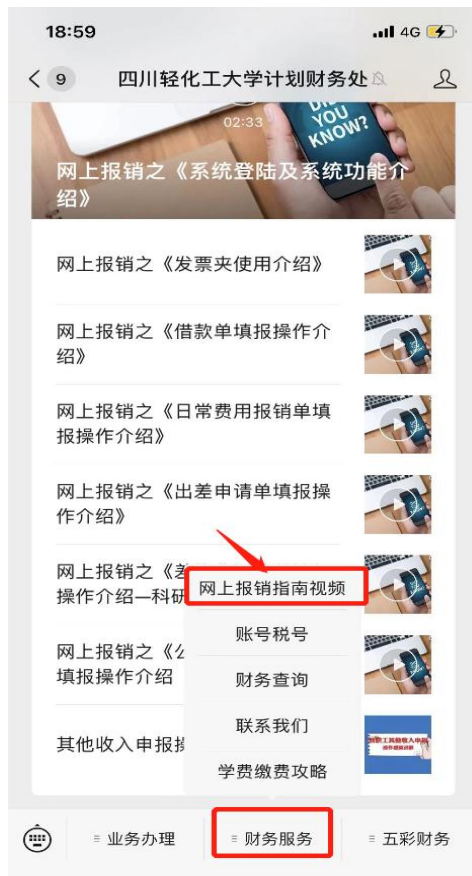 18:59
4G
9
四川轻化工大学计划财务处
02:33
DID
YOU
KNOW?
网上报销之《系统登陆及系统功能介
绍》
网上报销之《发票夹使用介绍》
网上报销之《借款单填报操作介
绍》
网上报销之《日常费用报销单填
报操作介绍》
网上报销之《出差申请单填报操
作介绍》
网上报销之《差
操作介绍—科研
网上报销指南视频
账号税号
网上报销之《公
填报操作介绍
财务查询
联系我们
其他收入申报操
学费缴费攻略
业务办理
财务服务
五彩财务